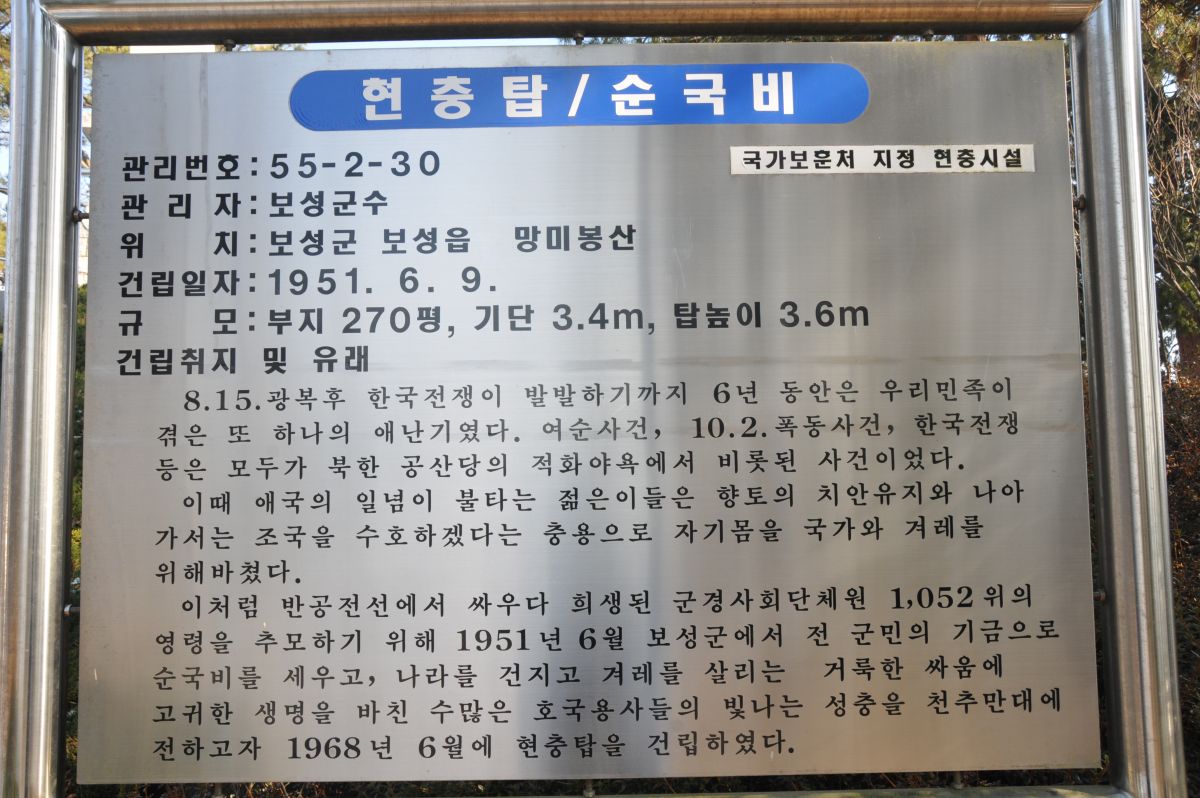 현충탑/순국비
관리번호:55-2-30
국가보훈처 지정 현충시설
관 리 자:보성군수
위 치:보성군 보성읍 망미봉산
건립일자:1951. 6. 9.
규 모:부지 270평, 기단 3.4m, 탑높이 3.6m
건립취지 및 유래
8.15.광복후 한국전쟁이 발발하기까지 6년 동안은 우리민족이
겪은 또 하나의 애난기였다. 여순사건, 10.2.폭동사건, 한국전쟁
등은 모두가 북한 공산당의 적화야욕에서 비롯된 사건이었다.
이때 애국의 일념이 불타는 젊은이들은 향토의 치안유지와 나아
가서는 조국을 수호하겠다는 충용으로 자기몸을 국가와 겨레를
위해바쳤다.
이처럼 반공전선에서 싸우다 희생된 군경사회단체원 1,052위의
영령을 추모하기 위해 1951년 6월 보성군에서 전 군민의 기금으로
순국비를 세우고, 나라를 건지고 겨레를 살리는 거룩한 싸움에
고귀한 생명을 바친 수많은 호국용사들의 빛나는 성충을 천추만대에
전하고자 1968년 6월에 현충탑을 건립하였다.